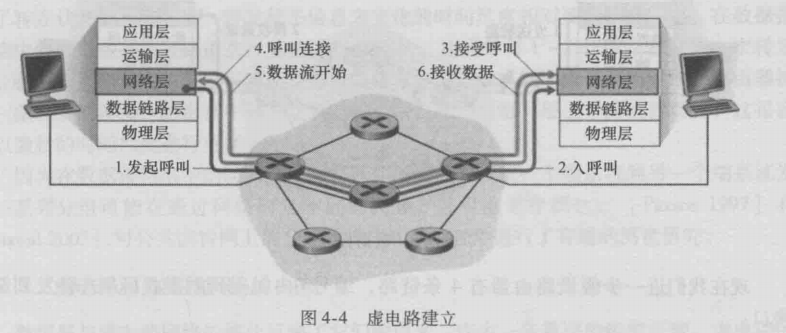 应用层
运输层
网络层
数据链路层
物理层
4.呼叫连接
5.数据流开始
3.接受呼叫
6.接收数据
应用层
运输层
网络层
数据链路层
物理层
1.发起呼叫
2.入呼叫
图 4-4 虚电路建立